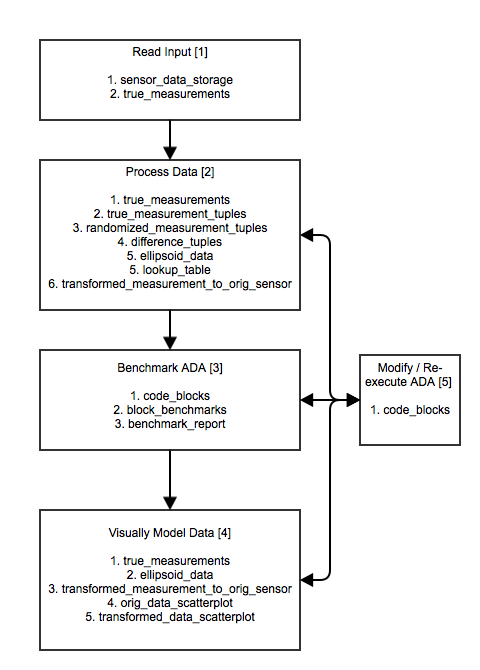 Read Input [1]
1. sensor_data_storage
2. true_measurements
Process Data [2]
1. true_measurements
2. true_measurement_tuples
3. randomized_measurement_tuples
4. difference_tuples
5. ellipsoid_data
5. lookup_table
6. transformed_measurement_to_orig_sensor
Benchmark ADA [3]
1. code_blocks
2. block_benchmarks
3. benchmark_report
Modify / Re-
execute ADA [5]
1. code_blocks
Visually Model Data [4]
1. true_measurements
2. ellipsoid_data
3. transformed_measurement_to_orig_sensor
4. orig_data_scatterplot
5. transformed_data_scatterplot